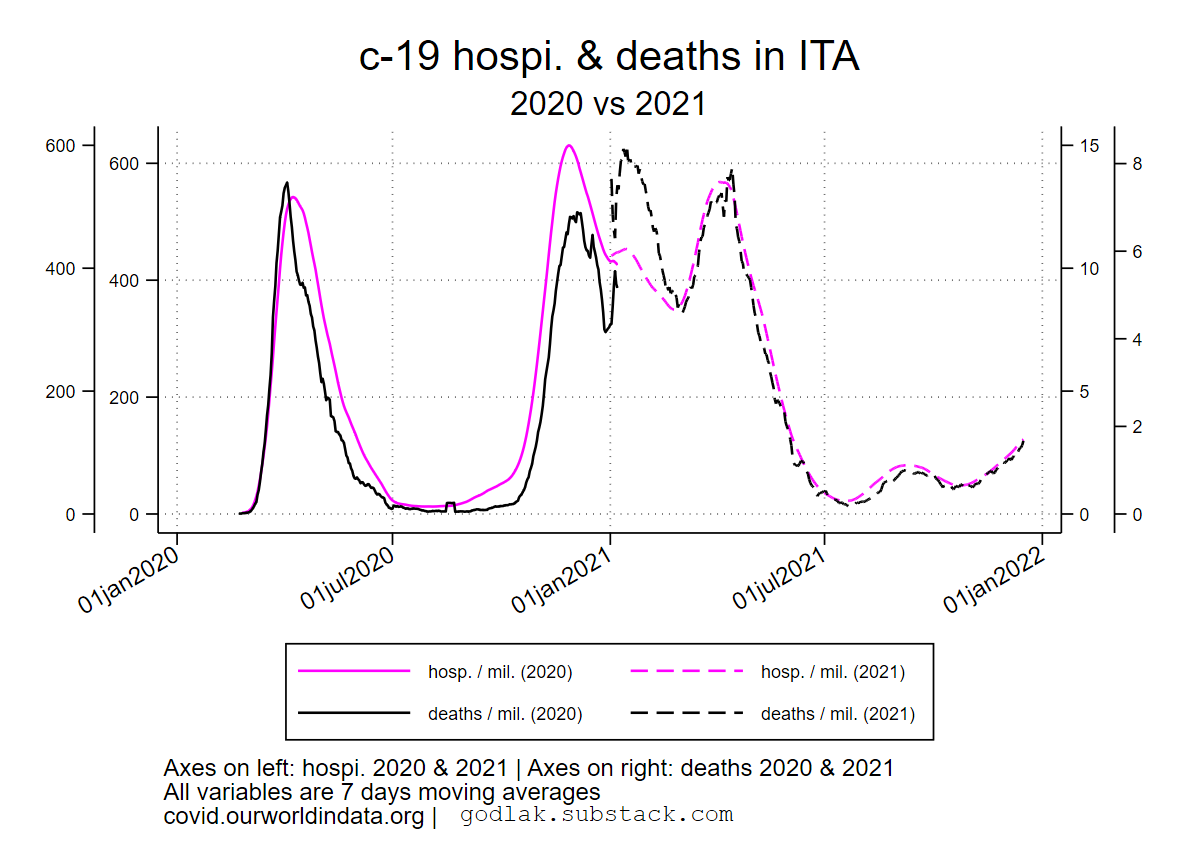 c-19 hospi. & deaths in ITA
2020 vs 2021
600
400
200
0
600
400
200
0
15
10
5
0
8
6
4
2
0
01jan2020
01jul2020
01jan2021
01jul2021
01jan2022
hosp. / mil. (2020)
hosp. / mil. (2021)
deaths / mil. (2020)
deaths / mil. (2021)
Axes on left: hospi. 2020 & 2021 | Axes on right: deaths 2020 & 2021
All variables are 7 days moving averages
covid.ourworldindata.org | godlak.substack.com